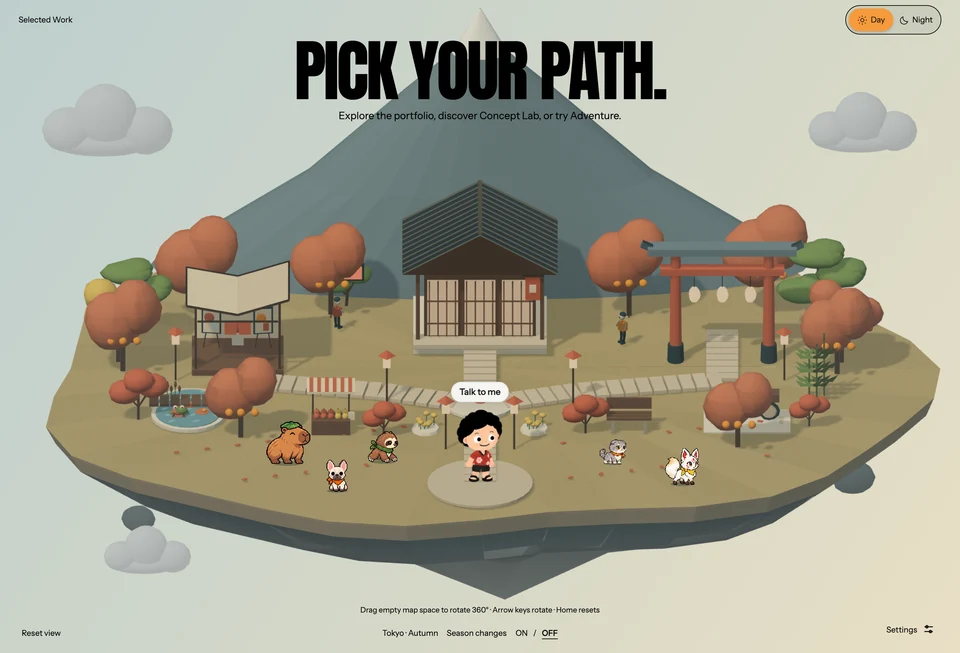 Selected Work
Day
Night
PICK YOUR PATH.
Explore the portfolio, discover Concept Lab, or try Adventure.
Talk to me
Drag empty map space to rotate 360° · Arrow keys rotate · Home resets
Reset view
Tokyo · Autumn Season changes ON / OFF
Settings